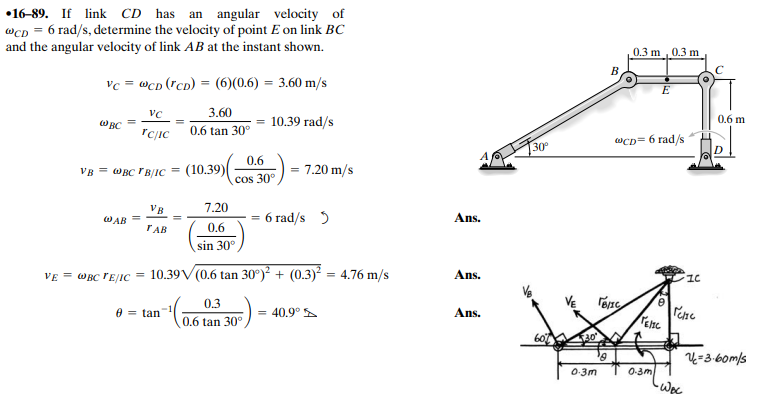 •16–89. If link CD has an angular velocity of
ωCD = 6 rad/s, determine the velocity of point E on link BC
and the angular velocity of link AB at the instant shown.
vC = ωCD (rCD) = (6)(0.6) = 3.60 m/s
ωBC = vC / rC/IC = 3.60 / 0.6 tan 30° = 10.39 rad/s
vB = ωBC rB/IC = (10.39)(0.6 / cos 30°) = 7.20 m/s
ωAB = vB / rAB = 7.20 / (0.6 / sin 30°) = 6 rad/s ↺ Ans.
vE = ωBC rE/IC = 10.39√(0.6 tan 30°)² + (0.3)² = 4.76 m/s Ans.
θ = tan⁻¹(0.3 / 0.6 tan 30°) = 40.9° ⦣ Ans.
0.3 m 0.3 m
B C
E
0.6 m
ωCD = 6 rad/s
30°
A D
IC
VB VE rB/IC θ rC/IC
rE/IC
60° 30°
θ
VC=3.60m/s
0.3m 0.3m
ωBC